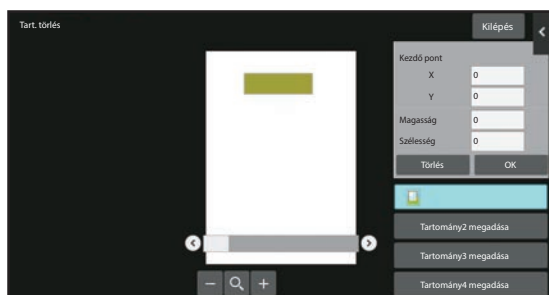 Tart. törlés
Kilépés
Kezdő pont
X 0
Y 0
Magasság 0
Szélesség 0
Törlés OK
Tartomány2 megadása
Tartomány3 megadása
Tartomány4 megadása